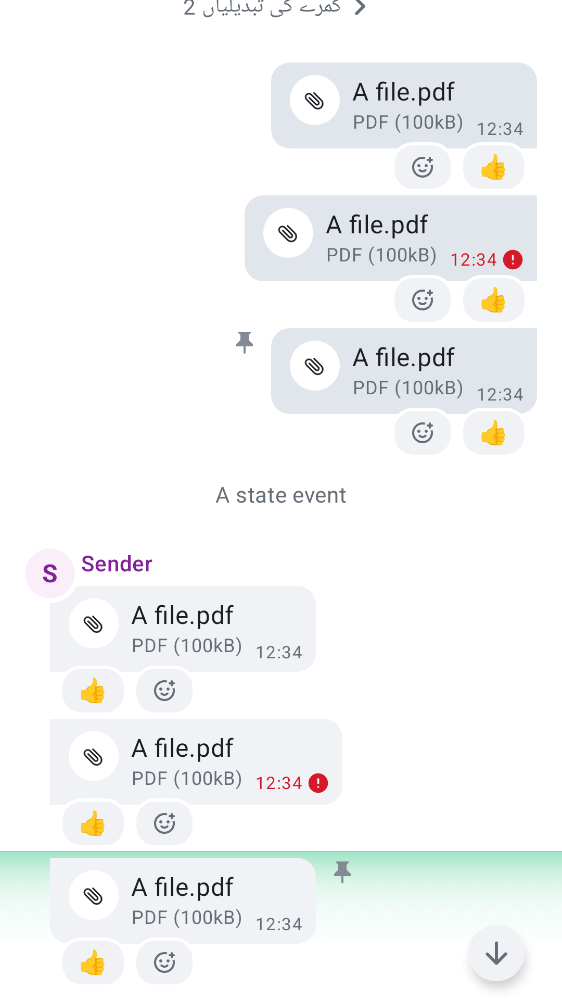 2 کمرے کی تبدیلیاں
A file.pdf
PDF (100kB) 12:34
A file.pdf
PDF (100kB) 12:34
A file.pdf
PDF (100kB) 12:34
A state event
S Sender
A file.pdf
PDF (100kB) 12:34
A file.pdf
PDF (100kB) 12:34
A file.pdf
PDF (100kB) 12:34